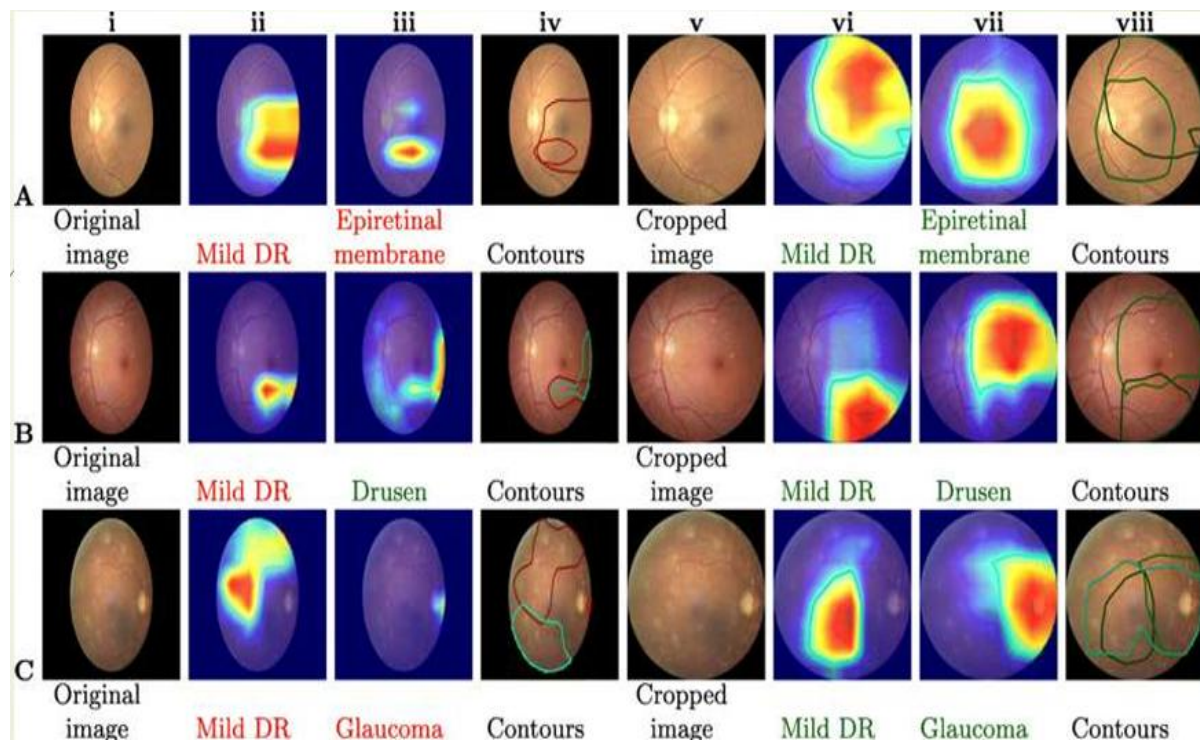 i ii iii iv v vi vii viii
A
Original Epiretinal Cropped Epiretinal
image Mild DR membrane Contours image Mild DR membrane Contours
B
Original Cropped
image Mild DR Drusen Contours image Mild DR Drusen Contours
C
Original Cropped
image Mild DR Glaucoma Contours image Mild DR Glaucoma Contours